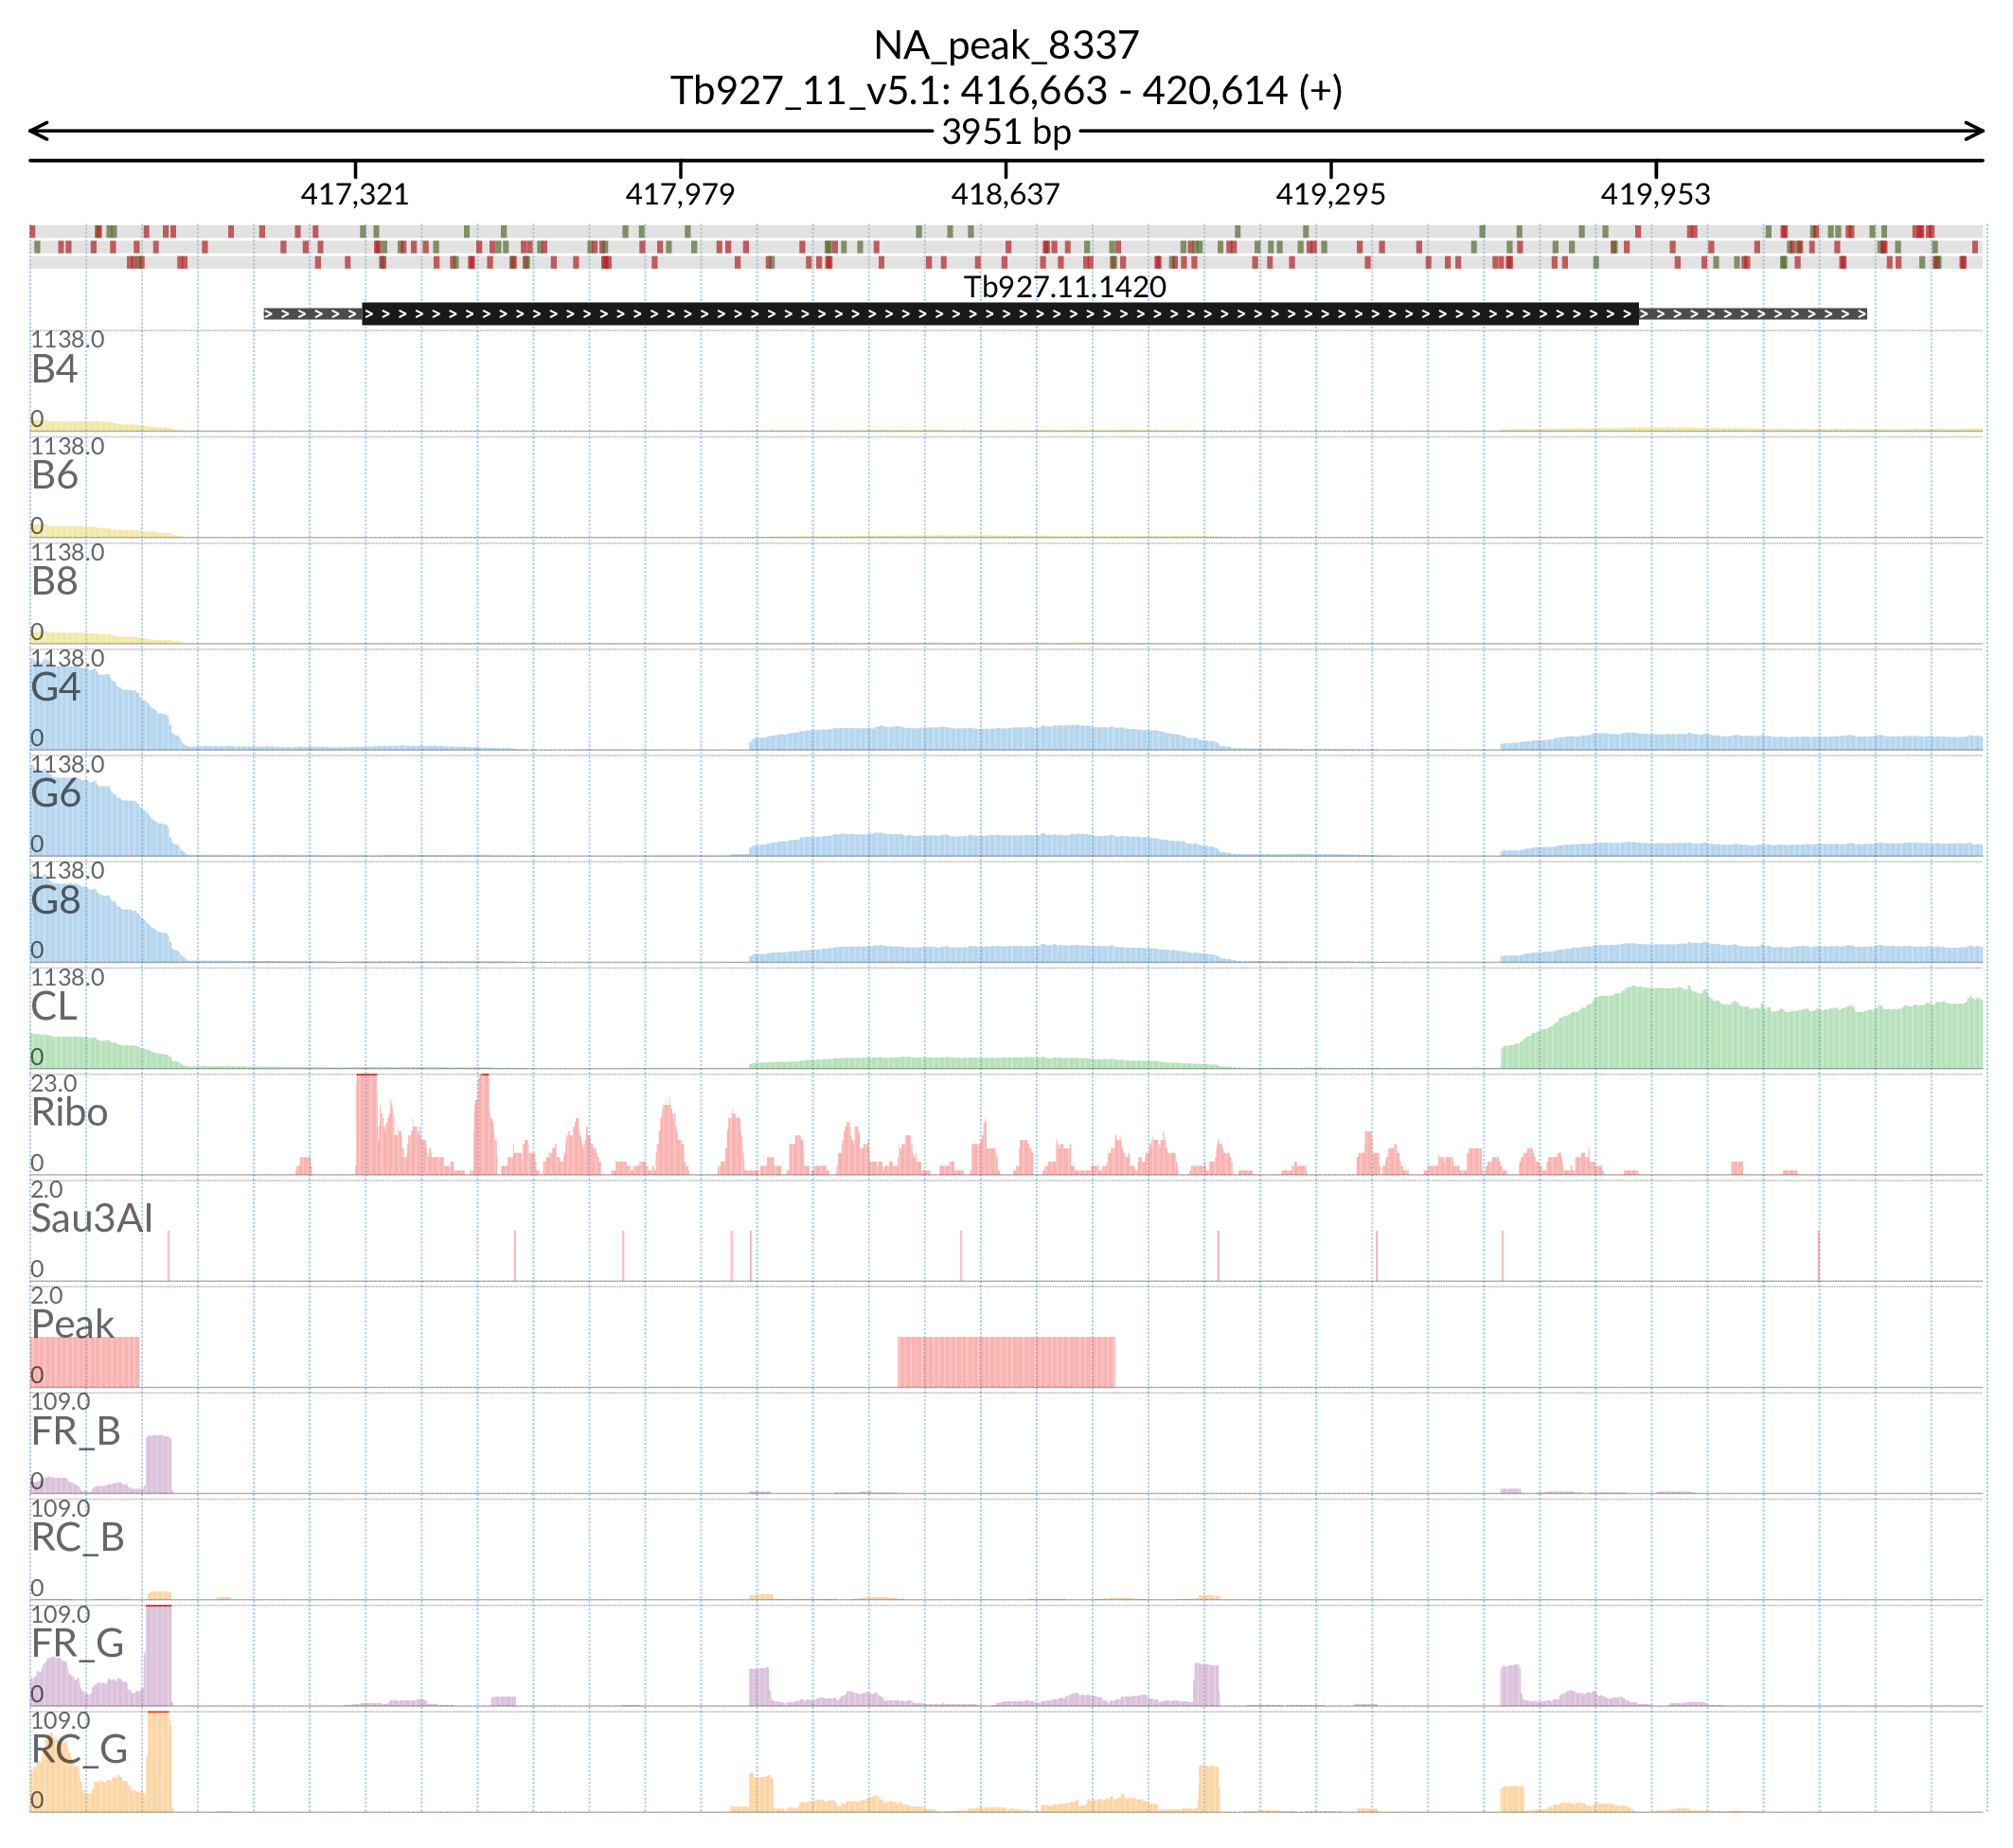 NA_peak_8337
Tb927_11_v5.1: 416,663 - 420,614 (+)
3951 bp
417,321 417,979 418,637 419,295 419,953
Tb927.11.1420
1138.0
B4
0
1138.0
B6
0
1138.0
B8
0
1138.0
G4
0
1138.0
G6
0
1138.0
G8
0
1138.0
CL
0
23.0
Ribo
0
2.0
Sau3AI
0
2.0
Peak
0
109.0
FR_B
0
109.0
RC_B
0
109.0
FR_G
0
109.0
RC_G
0